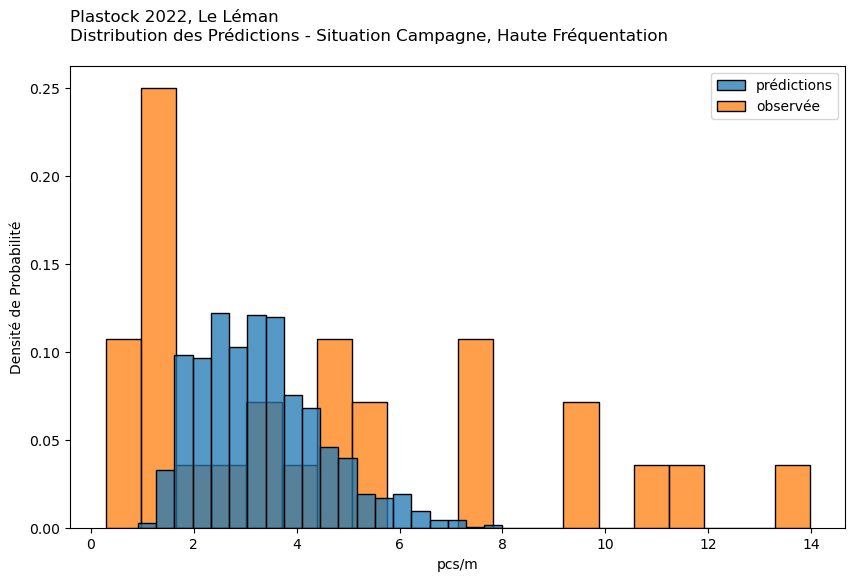 Plastock 2022, Le Léman
Distribution des Prédictions - Situation Campagne, Haute Fréquentation
prédictions
observée
Densité de Probabilité
0.25
0.20
0.15
0.10
0.05
0.00
0 2 4 6 8 10 12 14
pcs/m